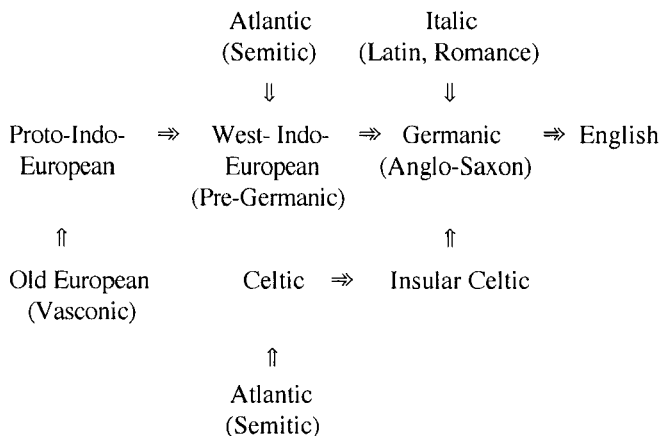 Atlantic Italic
(Semitic) (Latin, Romance)
⇓ ⇓
Proto-Indo- ⇒ West- Indo- ⇒ Germanic ⇒ English
European European (Anglo-Saxon)
(Pre-Germanic)
⇑ ⇑
Old European Celtic ⇒ Insular Celtic
(Vasconic)
⇑
Atlantic
(Semitic)